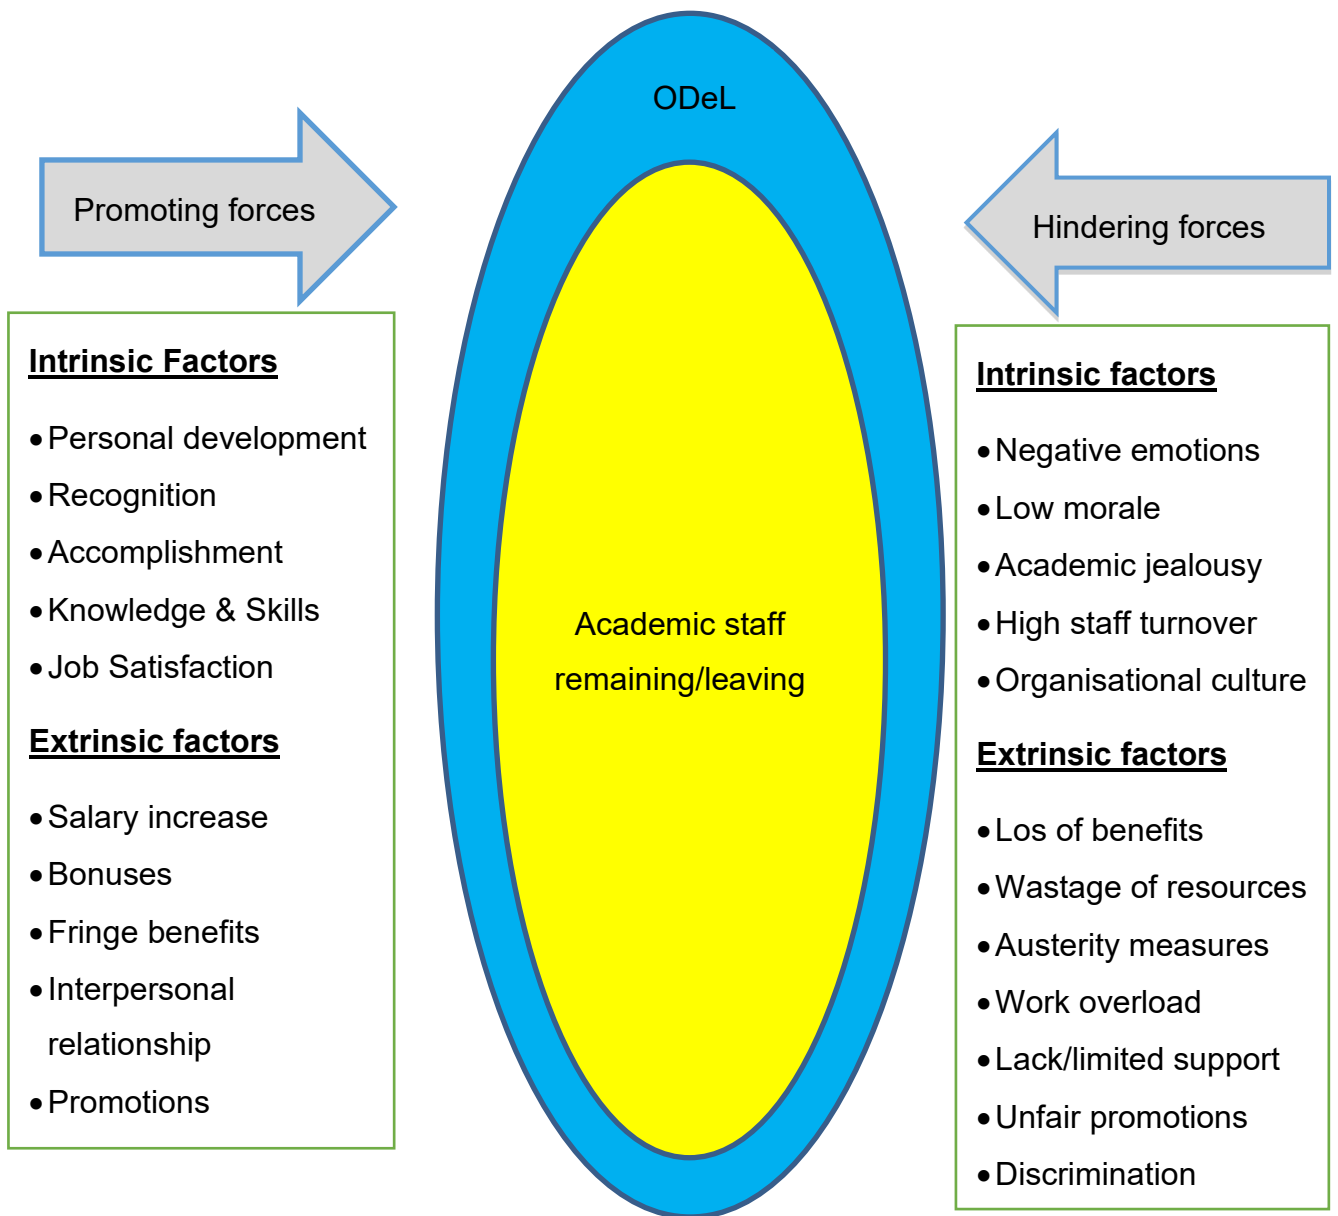 ODeL
Promoting forces
Hindering forces
Intrinsic Factors
• Personal development
• Recognition
• Accomplishment
• Knowledge & Skills
• Job Satisfaction
Extrinsic factors
• Salary increase
• Bonuses
• Fringe benefits
• Interpersonal
relationship
• Promotions
Academic staff
remaining/leaving
Intrinsic factors
• Negative emotions
• Low morale
• Academic jealousy
• High staff turnover
• Organisational culture
Extrinsic factors
• Los of benefits
• Wastage of resources
• Austerity measures
• Work overload
• Lack/limited support
• Unfair promotions
• Discrimination